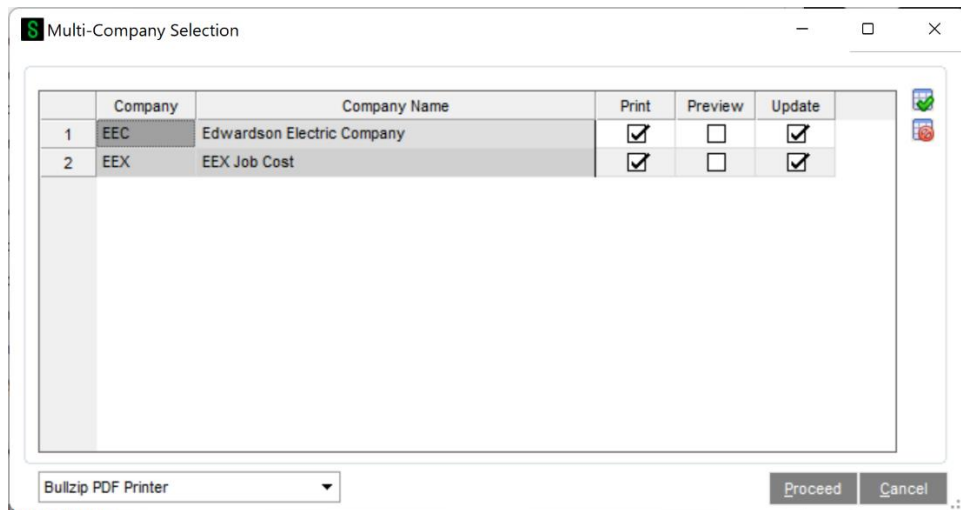 S Multi-Company Selection
Company Company Name Print Preview Update
1 EEC Edwardson Electric Company
2 EEX EEX Job Cost
Bullzip PDF Printer Proceed Cancel